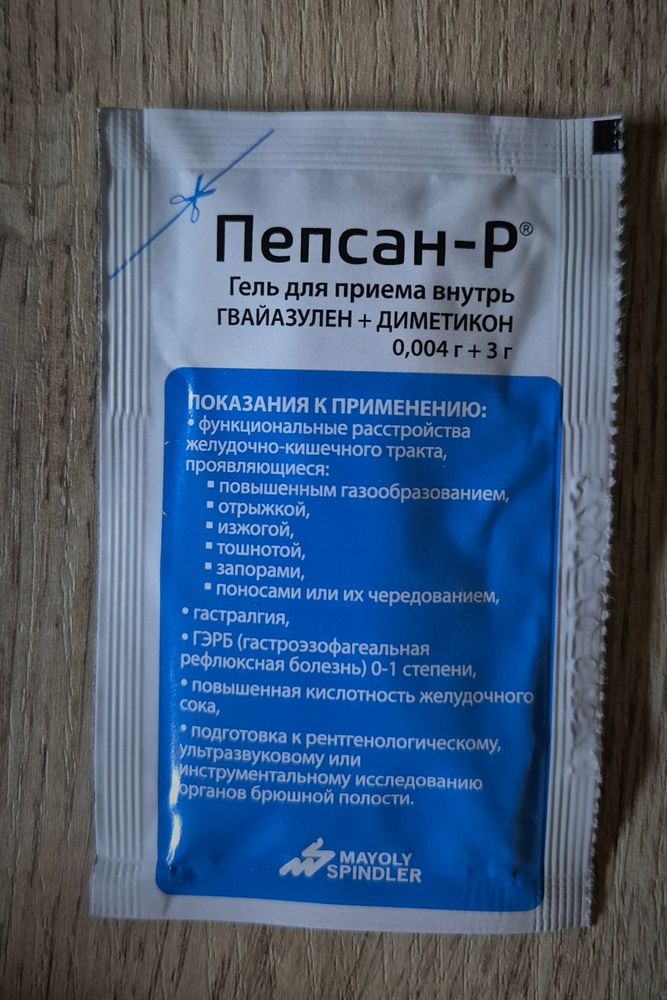 Пепсан-Р®
Гель для приема внутрь
ГВАЙАЗУЛЕН + ДИМЕТИКОН
0,004 г + 3 г
ПОКАЗАНИЯ К ПРИМЕНЕНИЮ:
• функциональные расстройства
желудочно-кишечного тракта,
проявляющиеся:
▪ повышенным газообразованием,
▪ отрыжкой,
▪ изжогой,
▪ тошнотой,
▪ запорами,
▪ поносами или их чередованием,
• гастралгия,
• ГЭРБ (гастроэзофагеальная
рефлюксная болезнь) 0-1 степени,
• повышенная кислотность желудочного
сока,
• подготовка к рентгенологическому,
ультразвуковому или
инструментальному исследованию
органов брюшной полости.
MAYOLY
SPINDLER